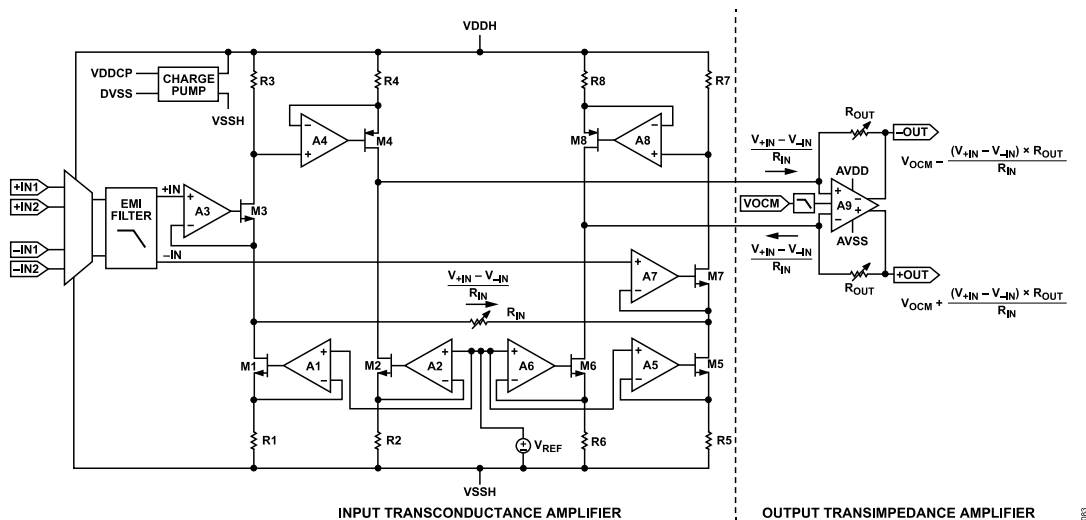 VDDH
VDDCP
DVSS
CHARGE
PUMP
VSSH
R3
R4
R8
R7
A4
M4
M8
A8
+IN1
+IN2
–IN1
–IN2
EMI
FILTER
+IN
–IN
A3
M3
A7
M7
V+IN – V–IN
RIN
RIN
M1
A1
M2
A2
A6
M6
A5
M5
R1
R2
VREF
R6
R5
VSSH
INPUT TRANSCONDUCTANCE AMPLIFIER
V+IN – V–IN
RIN
ROUT
–OUT
VOCM – (V+IN – V–IN) × ROUT
RIN
AVDD
VOCM
A9
AVSS
V+IN – V–IN
RIN
ROUT
+OUT
VOCM + (V+IN – V–IN) × ROUT
RIN
OUTPUT TRANSIMPEDANCE AMPLIFIER